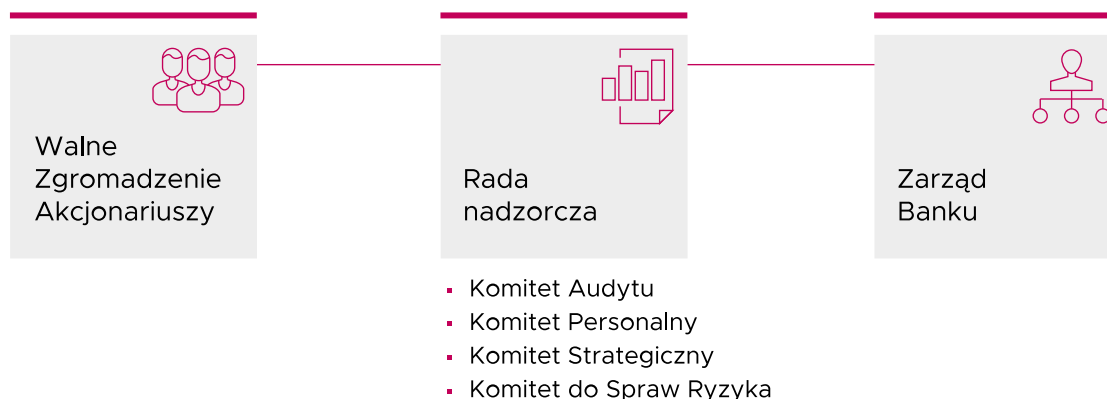 Walne
Zgromadzenie
Akcjonariuszy
Rada
nadzorcza
Zarząd
Banku
Komitet Audytu
Komitet Personalny
Komitet Strategiczny
Komitet do Spraw Ryzyka